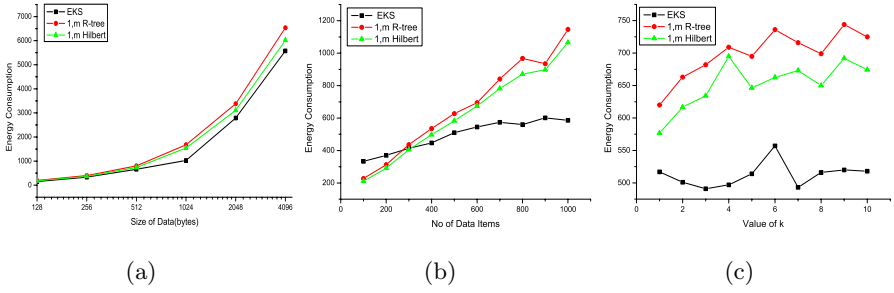 EKS
1,m R-tree
1,m Hilbert
Energy Consumption
7000
6000
5000
4000
3000
2000
1000
0
128
256
512
1024
2048
4096
Size of Data(bytes)
(a)
EKS
1,m R-tree
1,m Hilbert
Energy Consumption
1200
1000
800
600
400
200
0
200
400
600
800
1000
No of Data Items
(b)
EKS
1,m R-tree
1,m Hilbert
Energy Consumption
750
700
650
600
550
500
0
2
4
6
8
10
Value of k
(c)